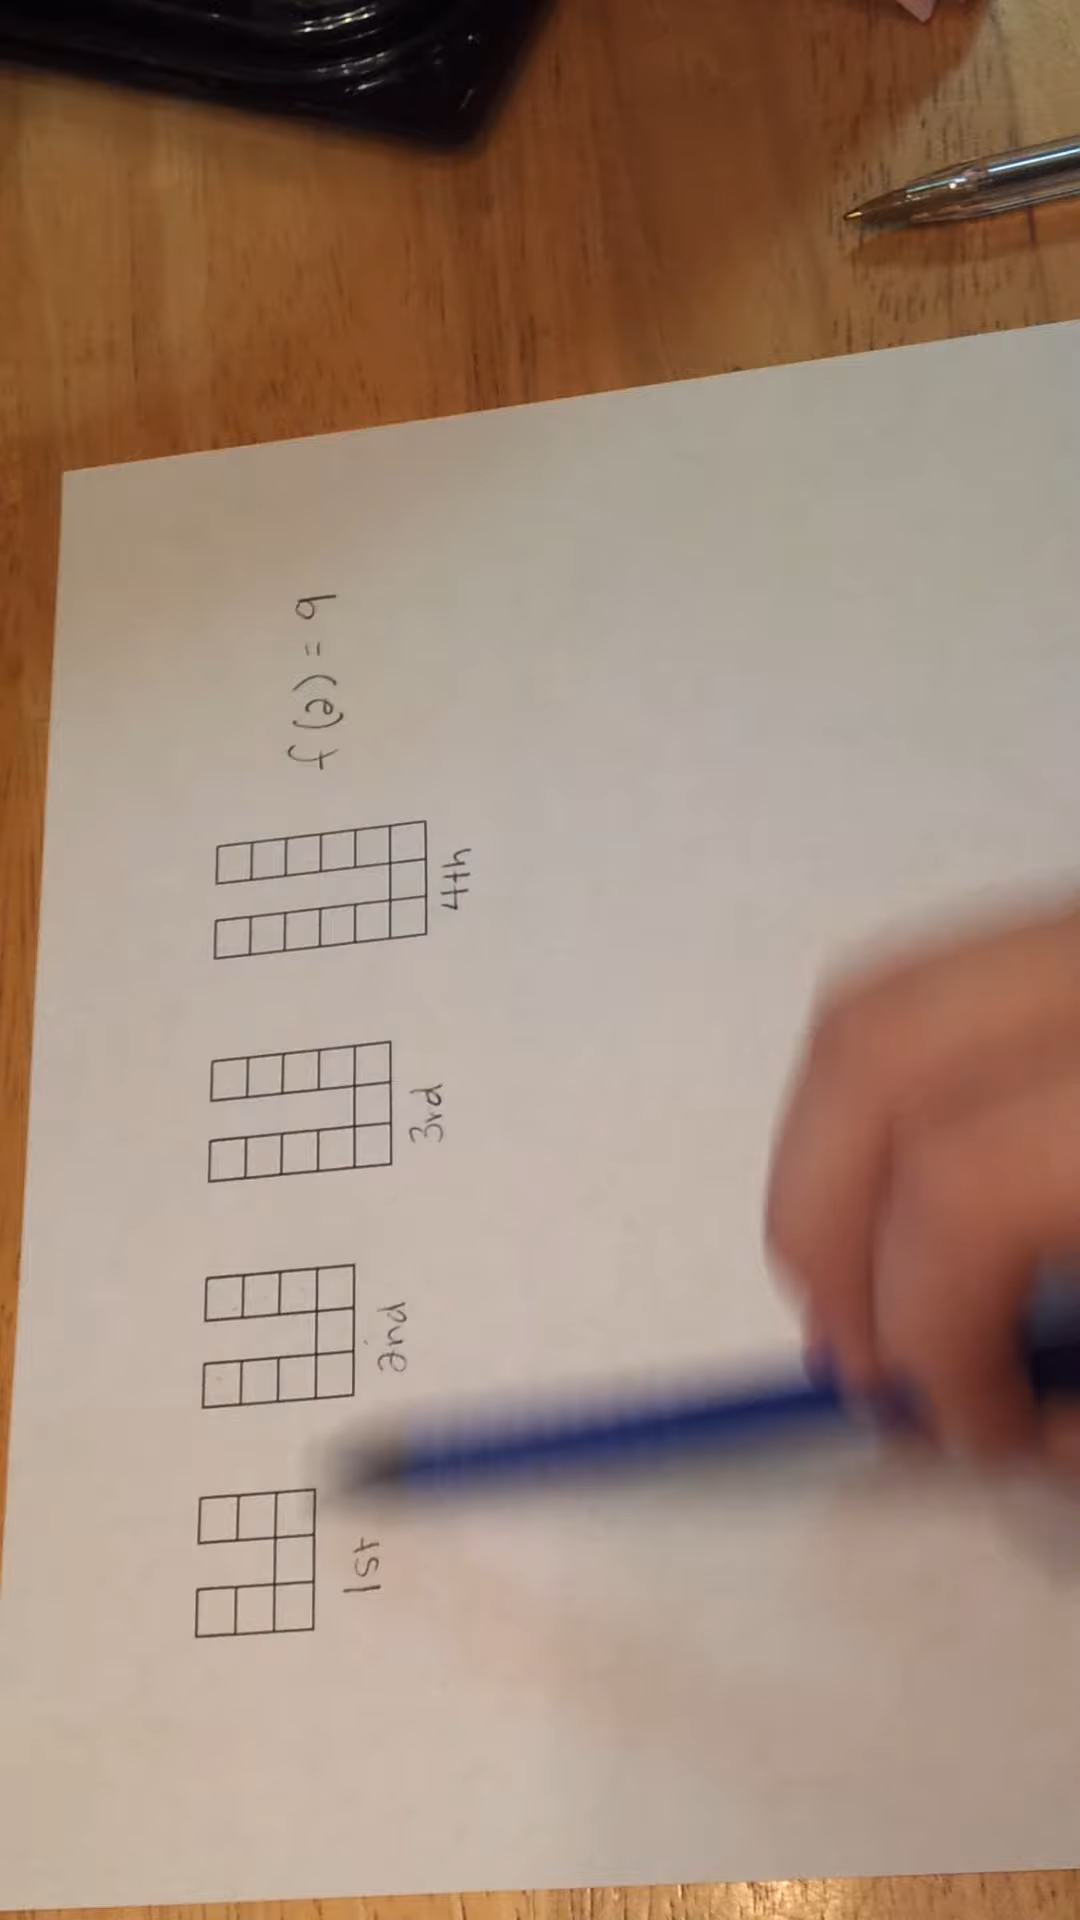 1st 2nd 3rd 4th f(2) = 9